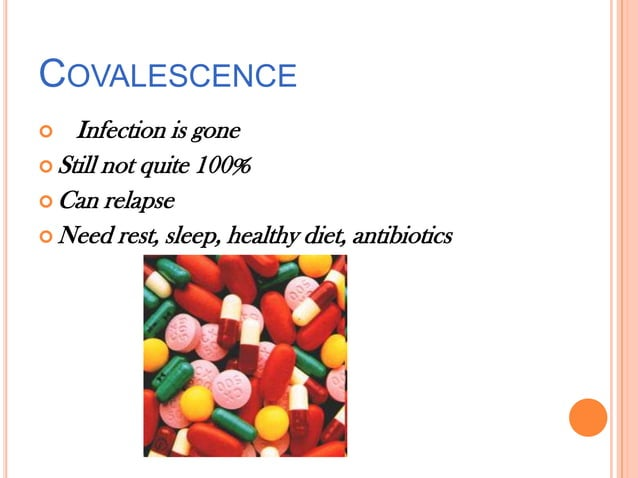 COVALESCENCE
Infection is gone
Still not quite 100%
Can relapse
Need rest, sleep, healthy diet, antibiotics